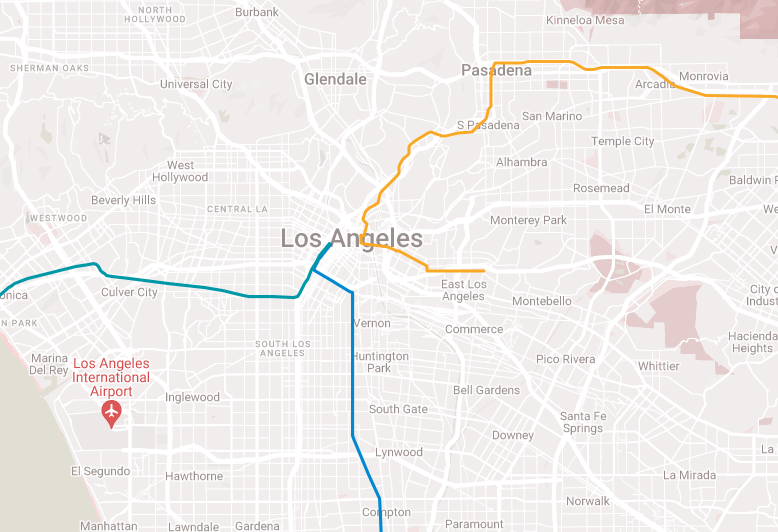 NORTH
HOLLYWOOD
Burbank
Kinneloa Mesa
SHERMAN OAKS
Universal City
Glendale
Pasadena
Monrovia
Arcadia
San Marino
S Pasadena
Temple City
West
Hollywood
Alhambra
Rosemead
Baldwin
Beverly Hills
CENTRAL LA
El Monte
We
WESTWOOD
Monterey Park
Los Angeles
V
onica
Culver City
East Los
Angeles
Montebello
City of
Indust
N PARK
Vernon
Commerce
SOUTH LOS
ANGELES
Hacienda
Heights
Marina
Del Rey
Los Angeles
International
Airport
Huntington
Park
Pico Rivera
Whittier
Inglewood
Bell Gardens
South Gate
Santa Fe
Springs
Downey
Lynwood
La
El Segundo
Hawthorne
La Mirada
Norwalk
Compton
Manhattan
Lawndale
Gardena
Paramount